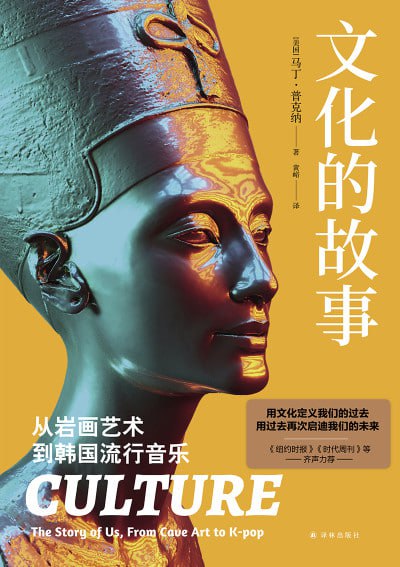 文化的故事
[美国] 马丁·普克纳
著
黄峪
译
从岩画艺术
到韩国流行音乐
CULTURE
The Story of Us, From Cave Art to K-pop
用文化定义我们的过去
用过去再次启迪我们的未来
《纽约时报》《时代周刊》等
齐声力荐
译林出版社